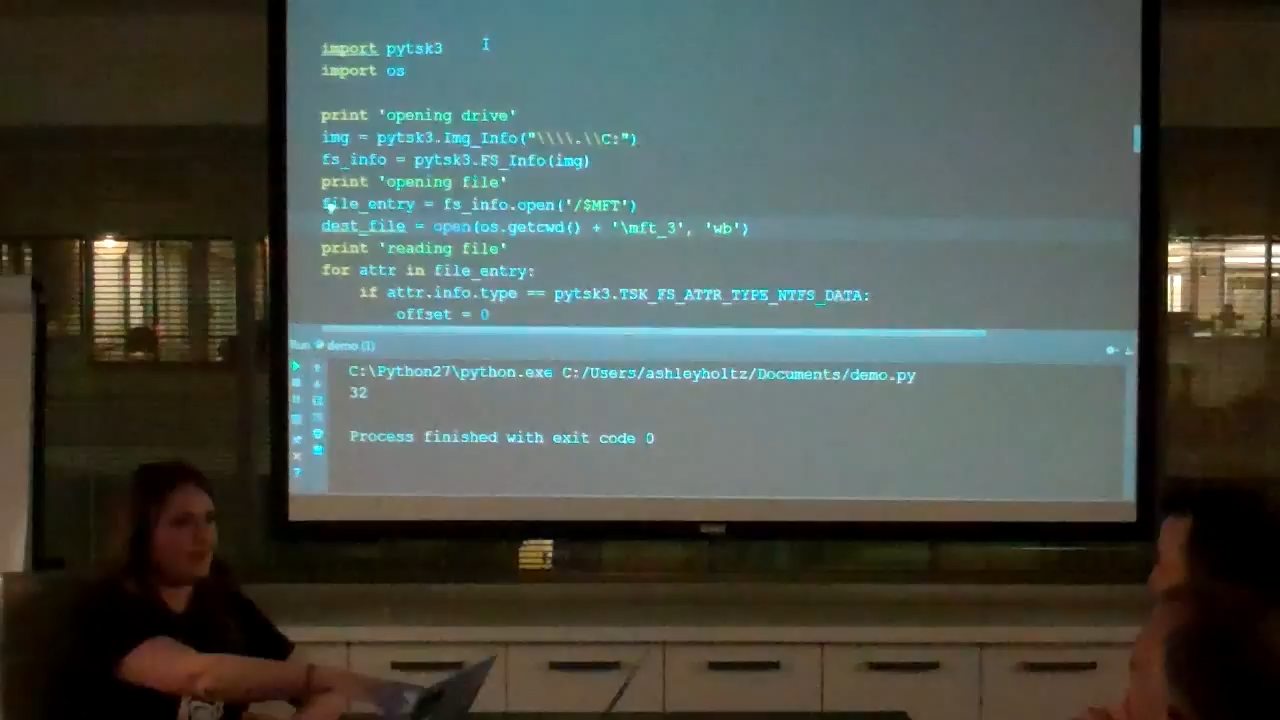 import pytsk3
import os
print 'opening drive'
img = pytsk3.Img_Info("\\\\.\\C:")
fs_info = pytsk3.FS_Info(img)
print 'opening file'
file_entry = fs_info.open('/$MFT')
dest_file = open(os.getcwd() + '\mft_3', 'wb')
print 'reading file'
for attr in file_entry:
    if attr.info.type == pytsk3.TSK_FS_ATTR_TYPE_NTFS_DATA:
        offset = 0
Run demo (1)
C:\Python27\python.exe C:/Users/ashleyholtz/Documents/demo.py
32
Process finished with exit code 0